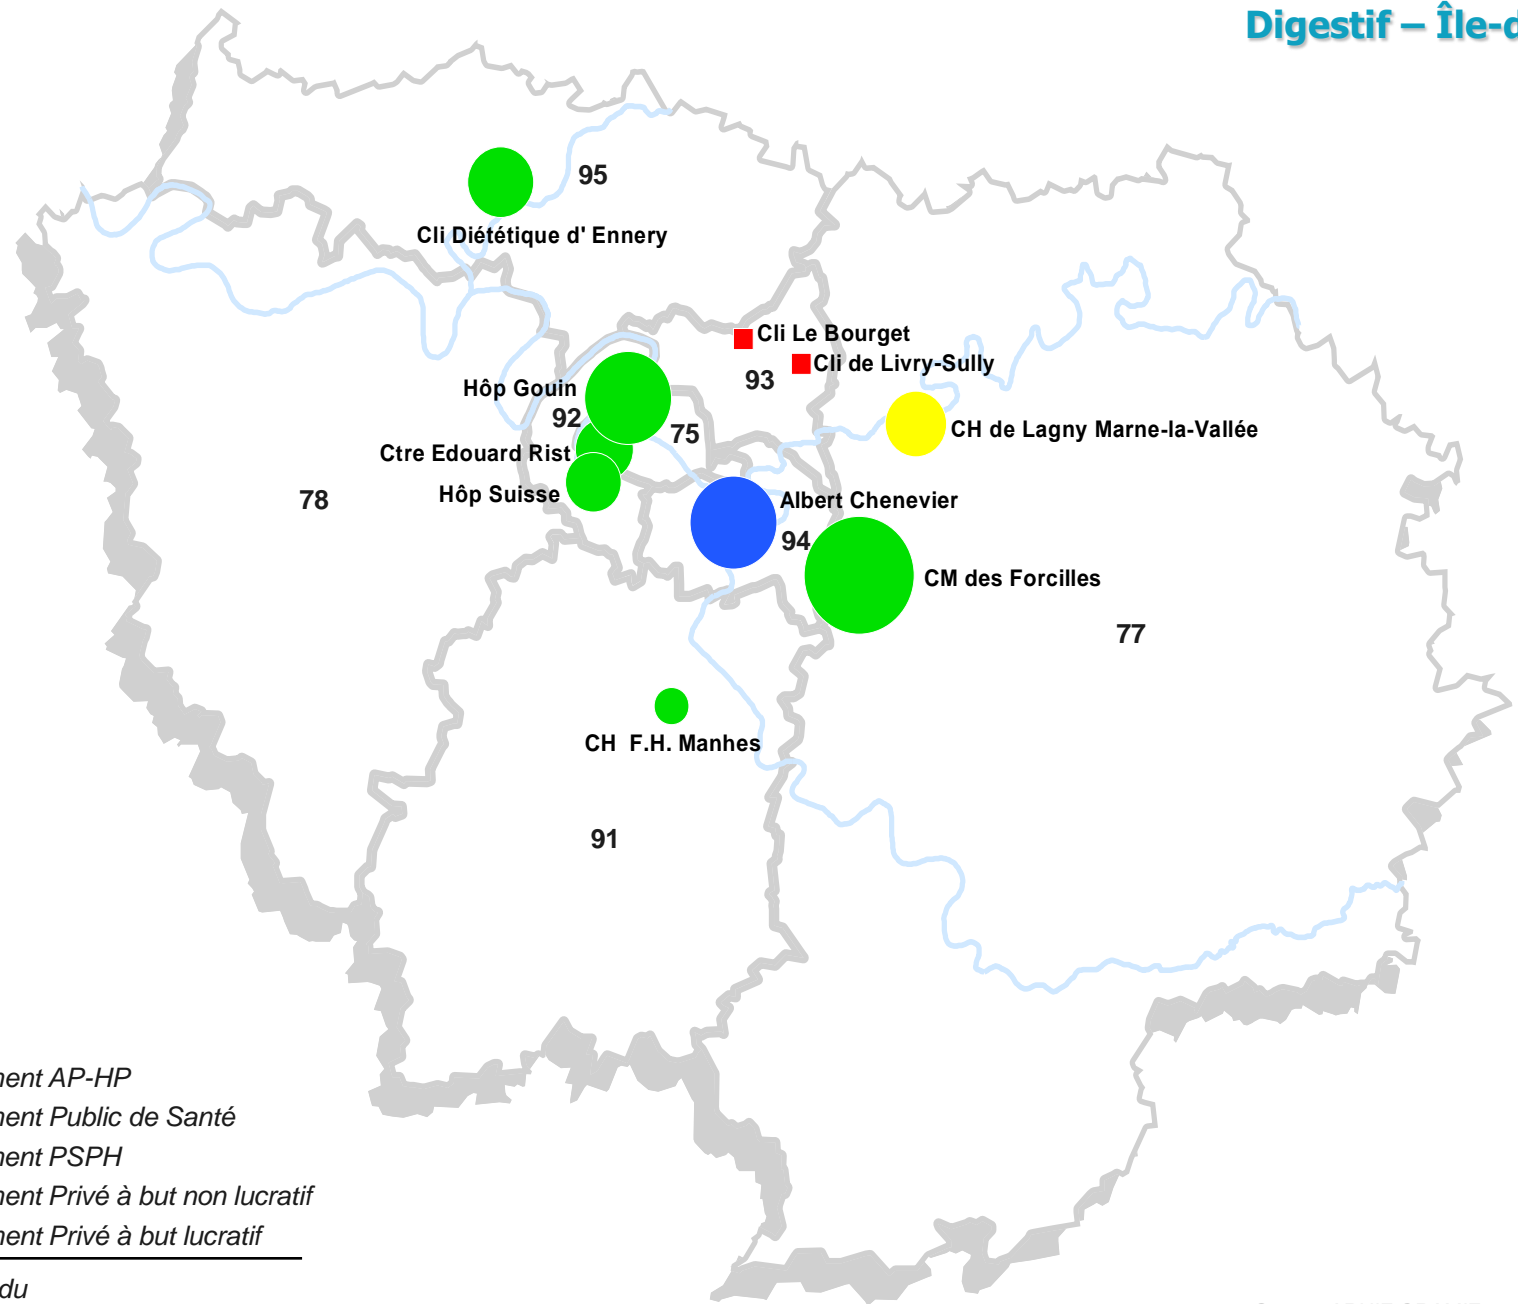 Digestif – Île-d
95
Cli Diététique d' Ennery
Cli Le Bourget
Cli de Livry-Sully
93
Hôp Gouin
92
75
CH de Lagny Marne-la-Vallée
Ctre Edouard Rist
Hôp Suisse
78
Albert Chenevier
94
CM des Forcilles
77
CH F.H. Manhes
91
ment AP-HP
ment Public de Santé
ment PSPH
ment Privé à but non lucratif
ment Privé à but lucratif
du